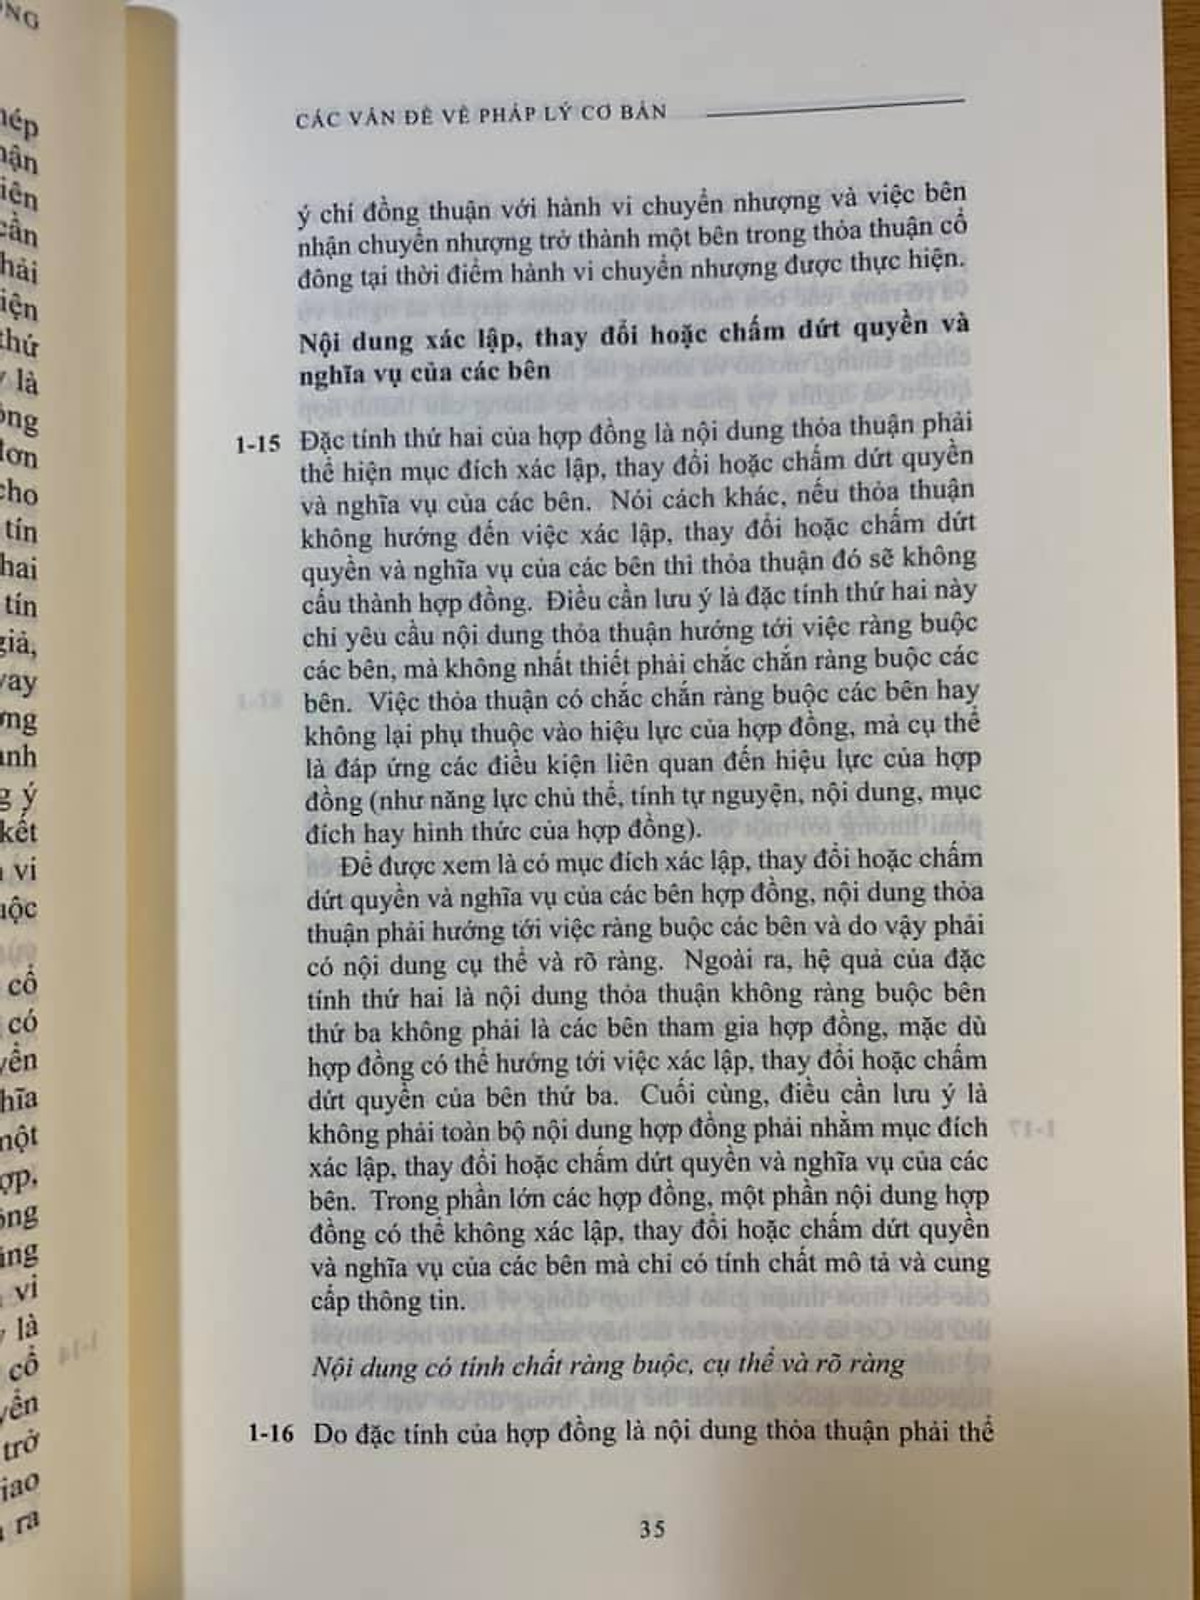 CÁC VẤN ĐỀ VỀ PHÁP LÝ CƠ BẢN
ý chí đồng thuận với hành vi chuyển nhượng và việc bên
nhận chuyển nhượng trở thành một bên trong thỏa thuận cổ
đông tại thời điểm hành vi chuyển nhượng được thực hiện.
Nội dung xác lập, thay đổi hoặc chấm dứt quyền và
nghĩa vụ của các bên
1-15 Đặc tính thứ hai của hợp đồng là nội dung thỏa thuận phải
thể hiện mục đích xác lập, thay đổi hoặc chấm dứt quyền
và nghĩa vụ của các bên. Nói cách khác, nếu thỏa thuận
không hướng đến việc xác lập, thay đổi hoặc chấm dứt
quyền và nghĩa vụ của các bên thì thỏa thuận đó sẽ không
cấu thành hợp đồng. Điều cần lưu ý là đặc tính thứ hai này
chỉ yêu cầu nội dung thỏa thuận hướng tới việc ràng buộc
các bên, mà không nhất thiết phải chắc chắn ràng buộc các
bên. Việc thỏa thuận có chắc chắn ràng buộc các bên hay
không lại phụ thuộc vào hiệu lực của hợp đồng, mà cụ thể
là đáp ứng các điều kiện liên quan đến hiệu lực của hợp
đồng (như năng lực chủ thể, tính tự nguyện, nội dung, mục
đích hay hình thức của hợp đồng).
Để được xem là có mục đích xác lập, thay đổi hoặc chấm
dứt quyền và nghĩa vụ của các bên hợp đồng, nội dung thỏa
thuận phải hướng tới việc ràng buộc các bên và do vậy phải
có nội dung cụ thể và rõ ràng. Ngoài ra, hệ quả của đặc
tính thứ hai là nội dung thỏa thuận không ràng buộc bên
thứ ba không phải là các bên tham gia hợp đồng, mặc dù
hợp đồng có thể hướng tới việc xác lập, thay đổi hoặc chấm
dứt quyền của bên thứ ba. Cuối cùng, điều cần lưu ý là
không phải toàn bộ nội dung hợp đồng phải nhằm mục đích
xác lập, thay đổi hoặc chấm dứt quyền và nghĩa vụ của các
bên. Trong phần lớn các hợp đồng, một phần nội dung hợp
đồng có thể không xác lập, thay đổi hoặc chấm dứt quyền
và nghĩa vụ của các bên mà chỉ có tính chất mô tả và cung
cấp thông tin.
Nội dung có tính chất ràng buộc, cụ thể và rõ ràng
1-16 Do đặc tính của hợp đồng là nội dung thỏa thuận phải thể
35